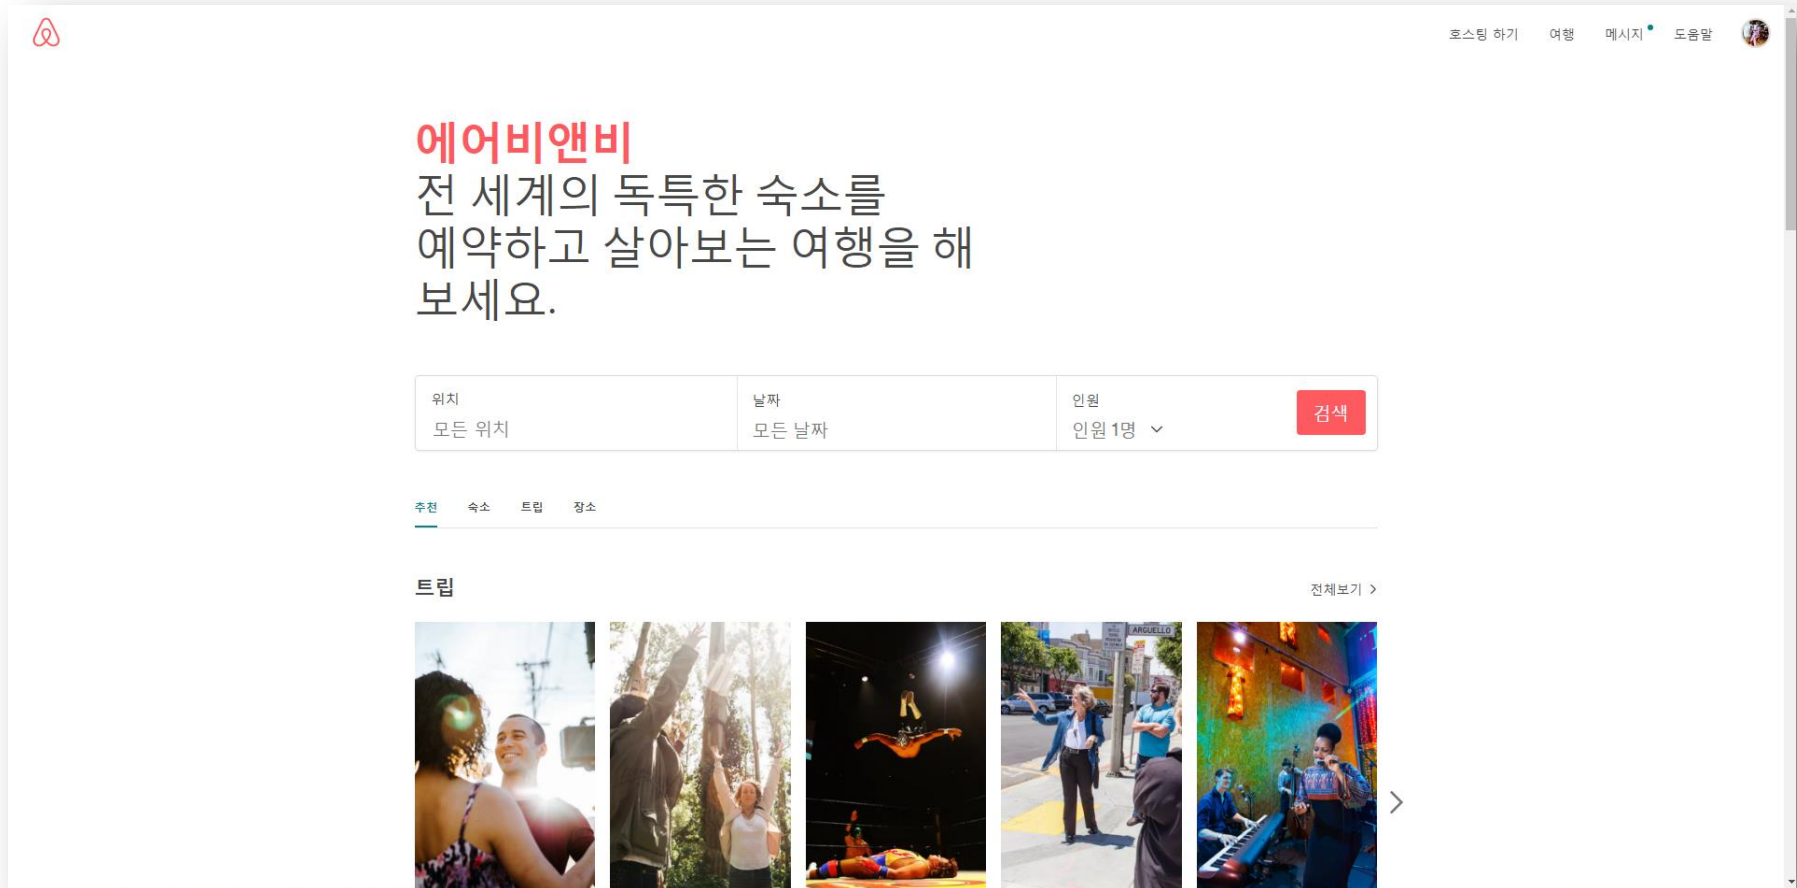 호스팅 하기 여행 메시지 도움말
에어비앤비
전 세계의 독특한 숙소를
예약하고 살아보는 여행을 해
보세요.
위치 날짜 인원
모든 위치 모든 날짜 인원 1명 검색
추천 숙소 트립 장소
트립 전체보기
ARGUELLO